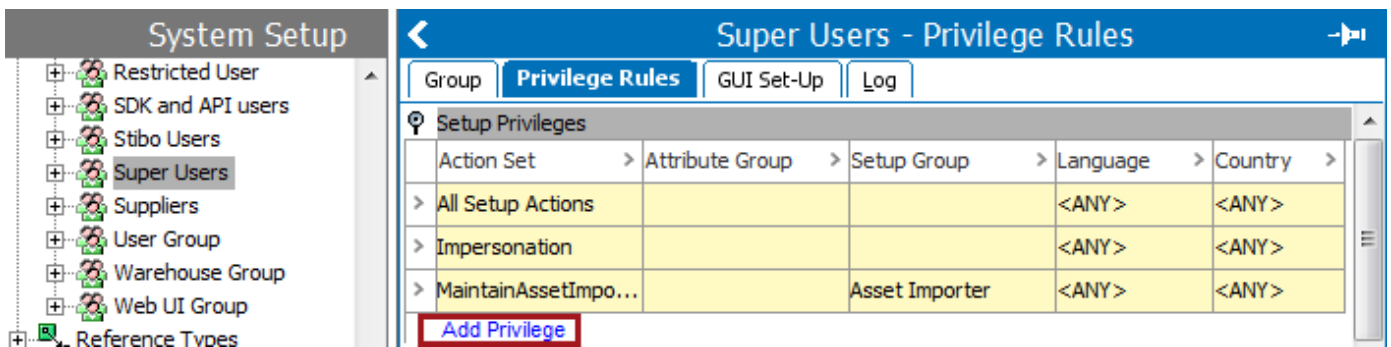 System Setup
Restricted User
SDK and API users
Stibo Users
Super Users
Suppliers
User Group
Warehouse Group
Web UI Group
Reference Types
Super Users - Privilege Rules
Group Privilege Rules GUI Set-Up Log
Setup Privileges
Action Set > Attribute Group > Setup Group > Language > Country >
> All Setup Actions <ANY> <ANY>
> Impersonation <ANY> <ANY>
> MaintainAssetImpo... Asset Importer <ANY> <ANY>
Add Privilege